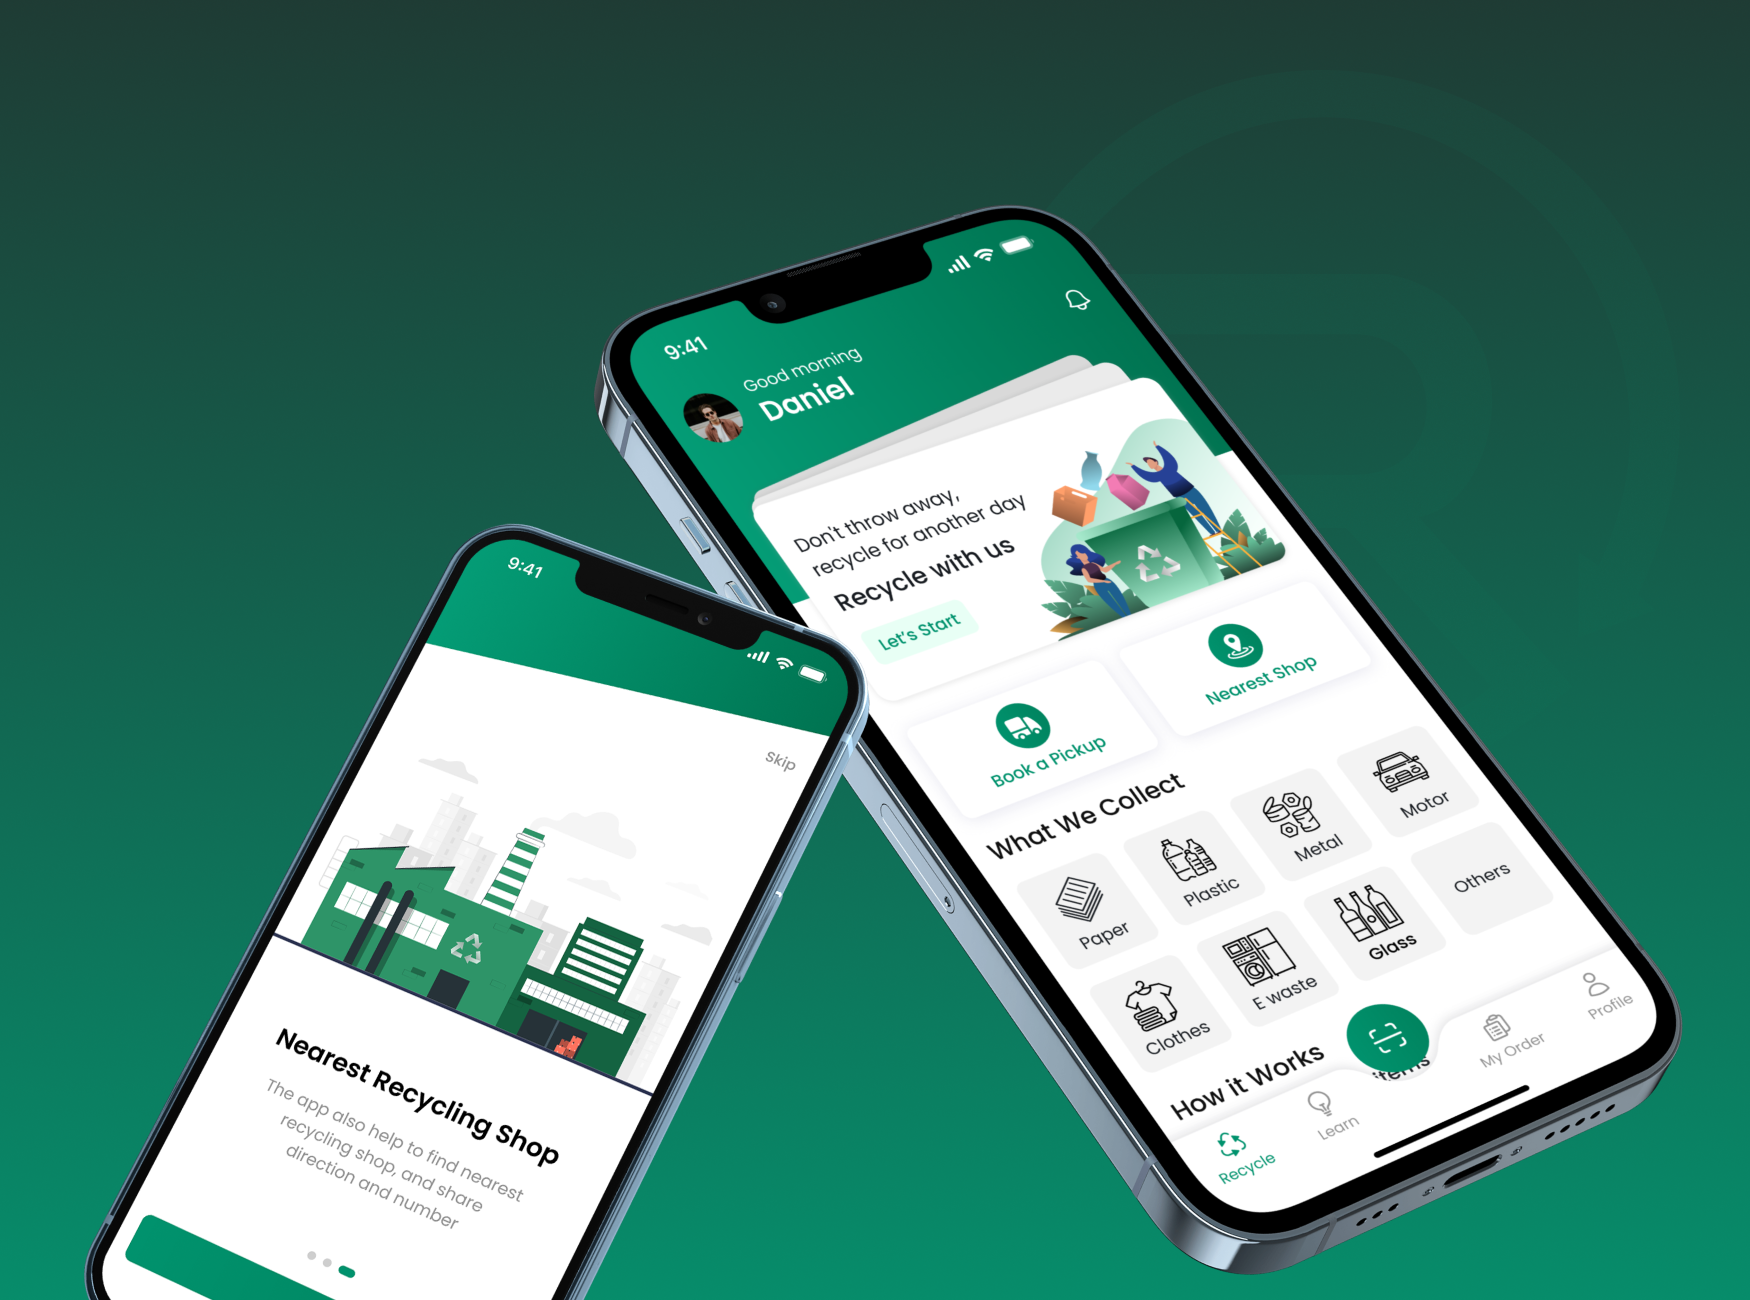 9:41
Skip
Nearest Recycling Shop
The app also help to find nearest
recycling shop, and share
direction and number
9:41
Good morning
Daniel
Don't throw away,
recycle for another day
Recycle with us
Let's Start
Book a Pickup
Nearest Shop
What We Collect
Paper
Plastic
Metal
Motor
Clothes
E waste
Glass
Others
How it Works
items
Recycle
Learn
My Order
Profile